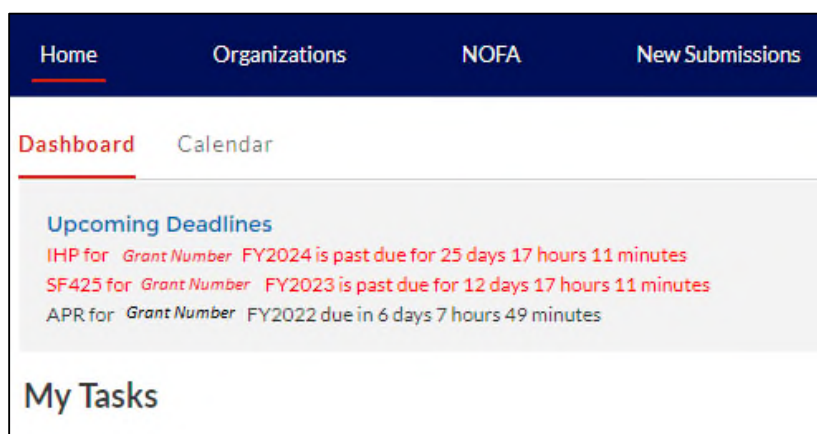 Home Organizations NOFA New Submissions
Dashboard Calendar
Upcoming Deadlines
IHP for Grant Number FY2024 is past due for 25 days 17 hours 11 minutes
SF425 for Grant Number FY2023 is past due for 12 days 17 hours 11 minutes
APR for Grant Number FY2022 due in 6 days 7 hours 49 minutes
My Tasks